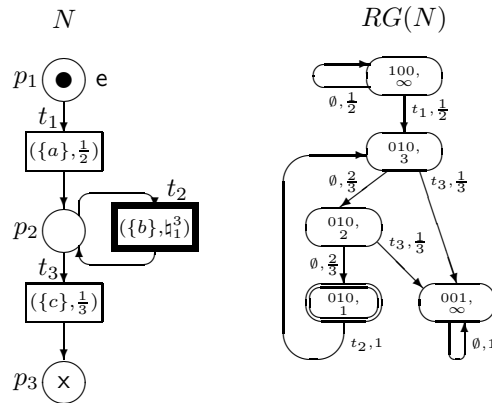 N
RG(N)
p₁
e
t₁
({a},½)
t₂
p₂
({b},♮³₁)
t₃
({c},⅓)
p₃
x
100,
∞
∅,½
t₁,½
010,
3
∅,⅔
t₃,⅓
010,
2
t₃,⅓
∅,⅔
010,
1
001,
∞
t₂,1
∅,1